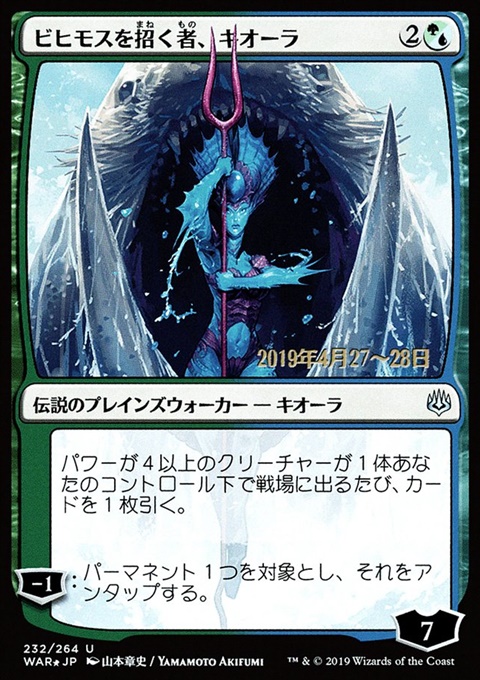 ビヒモスを招く者、キオーラ 2
まね もの
2019年4月27~28日
伝説のプレインズウォーカー — キオーラ
パワーが4以上のクリーチャーが1体あな
たのコントロール下で戦場に出るたび、カー
ドを1枚引く。
-1 : パーマネント1つを対象とし、それをア
ンタップする。
7
232/264 U
WAR★JP 山本章史/YAMAMOTO AKIFUMI ™ & © 2019 Wizards of the Coast